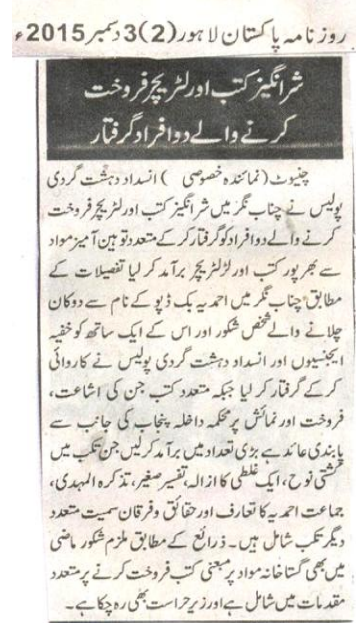 روزنامہ پاکستان لاہور (2) 3 دسمبر 2015ء
شرانگیز کتب اور لٹریچر فروخت
کرنے والے دو افراد گرفتار
چنیوٹ (نمائندہ خصوصی) انسداد دہشت گردی
پولیس نے چناب نگر میں شرانگیز کتب اور لٹریچر فروخت
کرنے والے دو افراد کو گرفتار کر کے متعدد توہین آمیز مواد
سے بھرپور کتب اور لٹریچر برآمد کر لیا تفصیلات کے
مطابق چناب نگر میں احمدیہ بک ڈپو کے نام سے دوکان
چلانے والے شخص شکور اور اس کے ایک ساتھ کو خفیہ
ایجنسیوں اور انسداد دہشت گردی پولیس نے کاروائی
کر کے گرفتار کر لیا جبکہ متعدد کتب جن کی اشاعت،
فروخت اور نمائش پر محکمہ داخلہ پنجاب کی جانب سے
پابندی عائد ہے بڑی تعداد میں برآمد کر لیں جن کتب میں
کشتی نوح، ایک غلطی کا ازالہ، تفسیر صغیر، تذکرہ المہدی،
جماعت احمدیہ کا تعارف اور حقائق و فرقان سمیت متعدد
دیگر کتب شامل ہیں۔ ذرائع کے مطابق ملزم شکور ماضی
میں بھی گستاخانہ مواد پر مبنی کتب فروخت کرنے پر متعدد
مقدمات میں شامل ہے اور زیر حراست بھی رہ چکا ہے۔